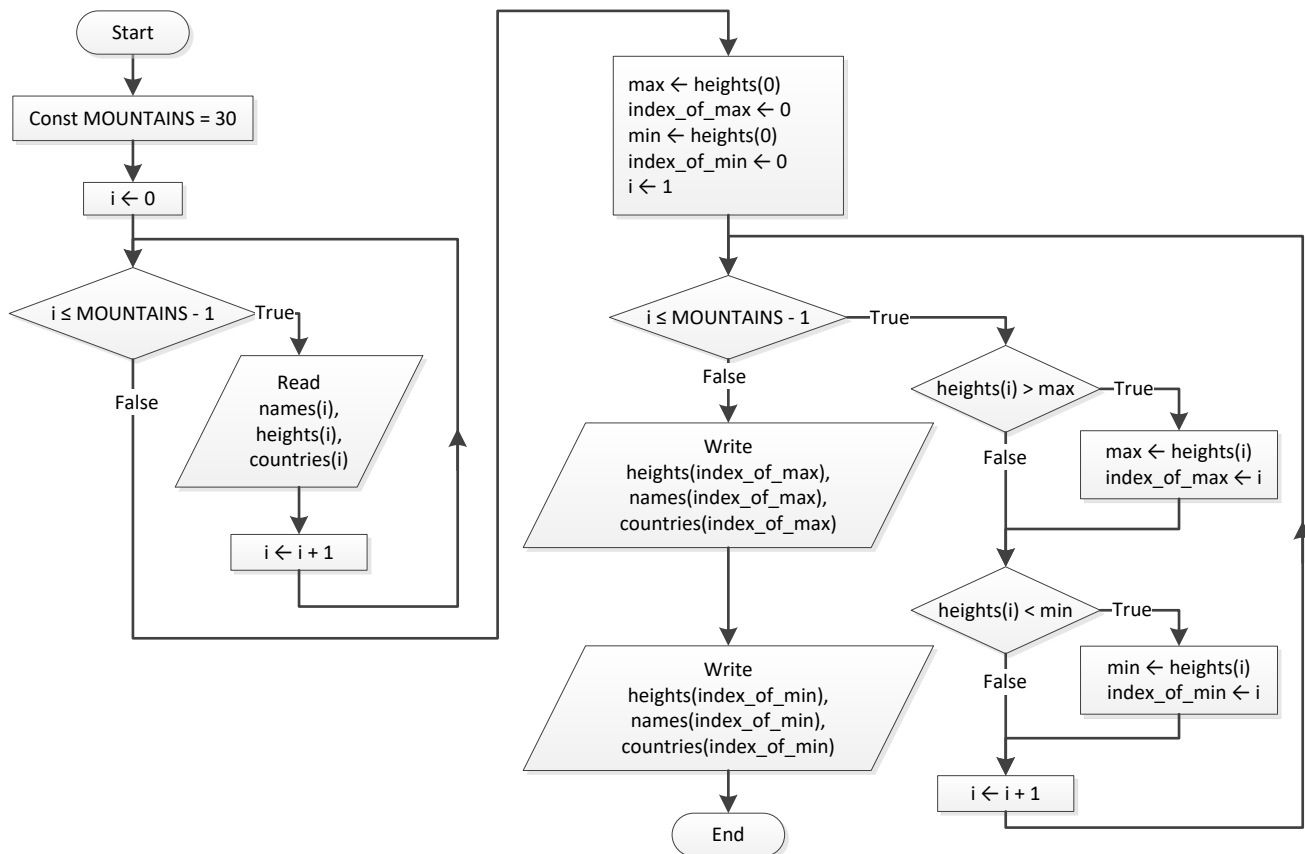 Start
Const MOUNTAINS = 30
i ← 0
i ≤ MOUNTAINS - 1
True
False
Read
names(i),
heights(i),
countries(i)
i ← i + 1
max ← heights(0)
index_of_max ← 0
min ← heights(0)
index_of_min ← 0
i ← 1
i ≤ MOUNTAINS - 1
True
False
heights(i) > max
True
False
max ← heights(i)
index_of_max ← i
heights(i) < min
True
False
min ← heights(i)
index_of_min ← i
i ← i + 1
Write
heights(index_of_max),
names(index_of_max),
countries(index_of_max)
Write
heights(index_of_min),
names(index_of_min),
countries(index_of_min)
End